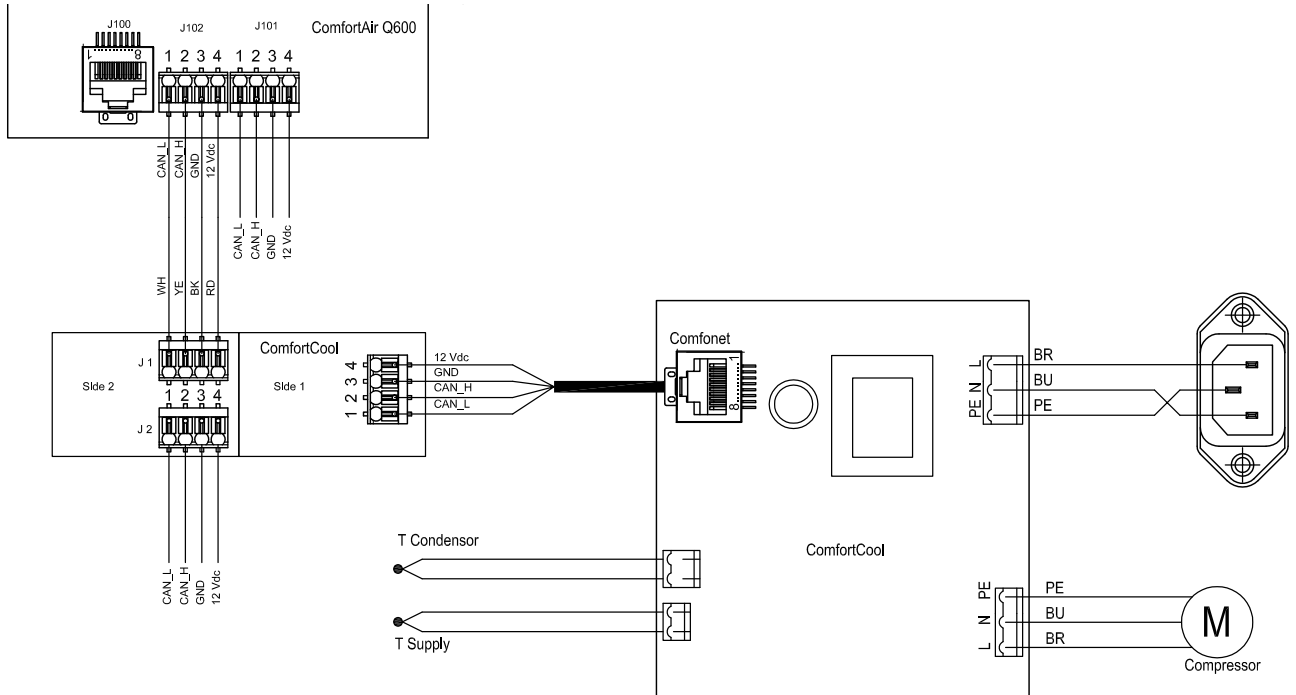 J100
J102
J101
ComfortAir Q600
1 8
1 2 3 4
1 2 3 4
CAN_L
CAN_H
GND
12 Vdc
CAN_L
CAN_H
GND
12 Vdc
WH
YE
BK
RD
J 1
Side 2
1 2 3 4
J 2
CAN_L
CAN_H
GND
12 Vdc
ComfortCool
Side 1
4
3
2
1
12 Vdc
GND
CAN_H
CAN_L
Comfonet
1
8
L
N
PE
BR
BU
PE
T Condensor
T Supply
ComfortCool
PE
N
L
PE
BU
BR
M
Compressor